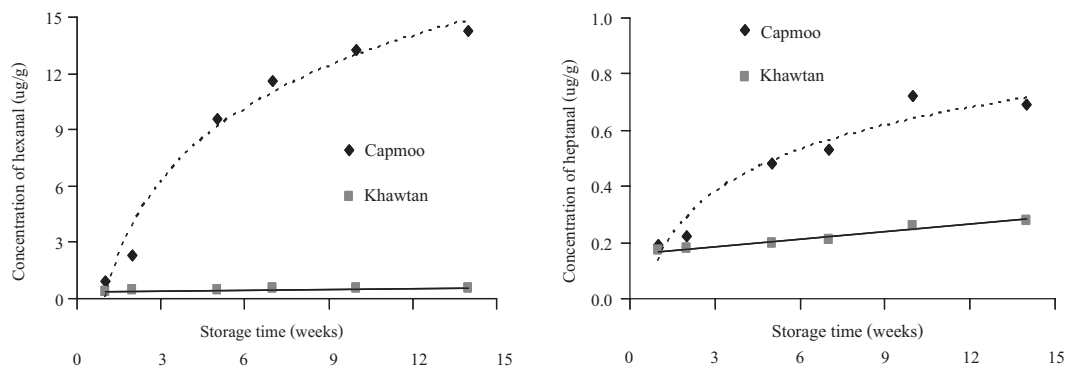 Concentration of hexanal (ug/g)
15
12
9
6
3
0
Capmoo
Khawtan
Storage time (weeks)
0 3 6 9 12 15
Concentration of heptanal (ug/g)
1.0
0.8
0.6
0.4
0.2
0.0
Capmoo
Khawtan
Storage time (weeks)
0 3 6 9 12 15